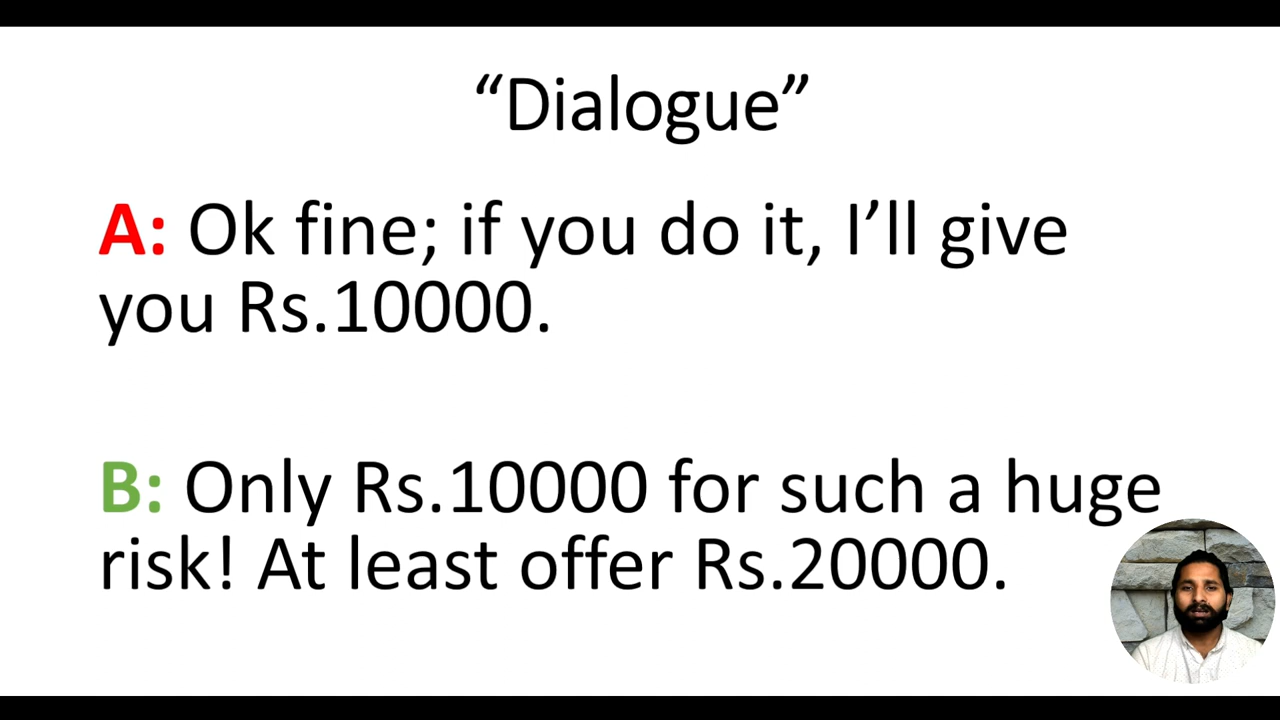 “Dialogue”
A: Ok fine; if you do it, I’ll give
you Rs.10000.
B: Only Rs.10000 for such a huge
risk! At least offer Rs.20000.